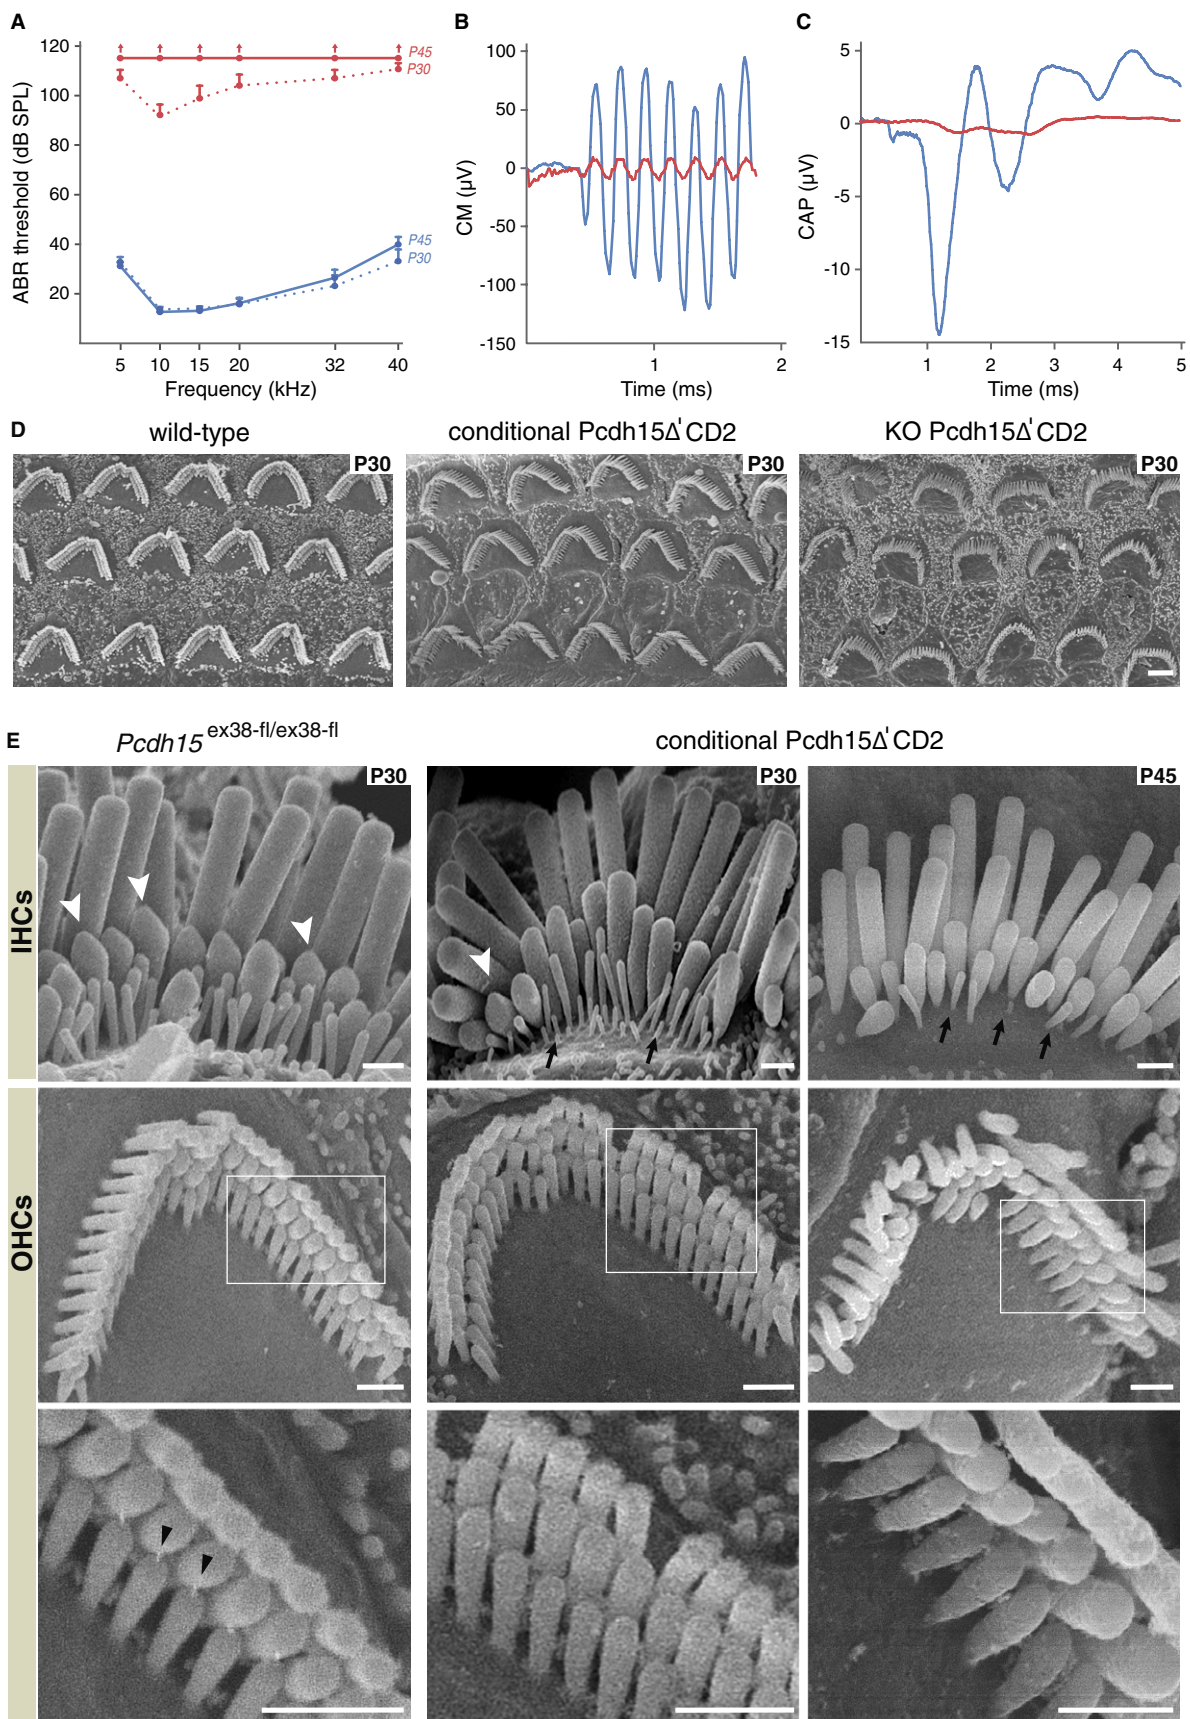 A
120
100
80
60
40
20
ABR threshold (dB SPL)
P45
P30
P45
P30
5 10 15 20 32 40
Frequency (kHz)
B
100
50
0
-50
-100
-150
CM (µV)
1 2
Time (ms)
C
5
0
-5
-10
-15
CAP (µV)
1 2 3 4 5
Time (ms)
D
wild-type
conditional Pcdh15Δ'CD2
KO Pcdh15Δ'CD2
P30
P30
P30
E
Pcdh15 ex38-fl/ex38-fl
conditional Pcdh15Δ'CD2
P30
P30
P45
IHCs
OHCs